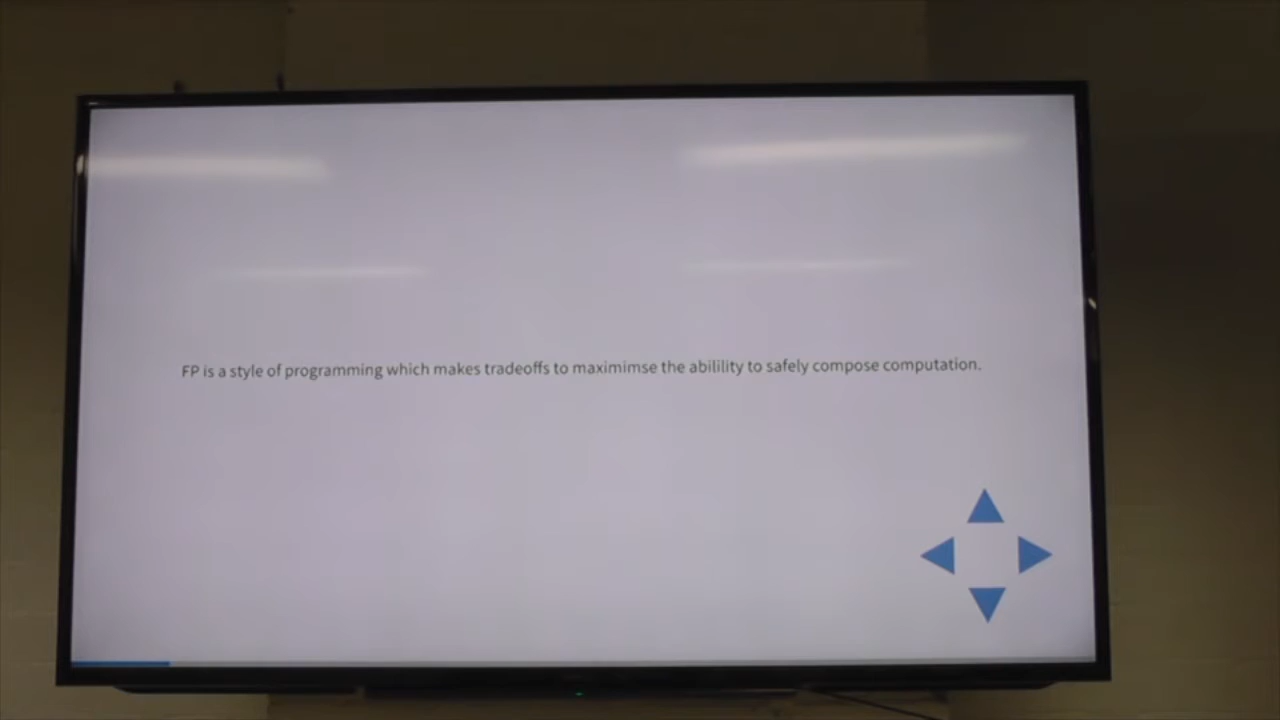 FP is a style of programming which makes tradeoffs to maximimse the abilility to safely compose computation.